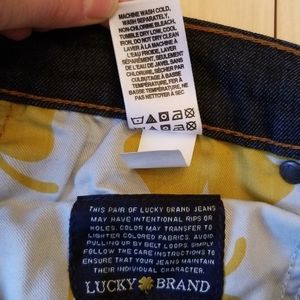 MACHINE WASH COLD,
WASH SEPARATELY,
NON-CHLORINE BLEACH,
TUMBLE DRY LOW, COOL
IRON, DO NOT DRY CLEAN
LAVER À LA MACHINE À
L'EAU FROIDE, LAVER
SÉPARÉMENT, SEULEMENT
EAU DE JAVEL SANS
CHLORURE, SÉCHER PAR
CULBUTAGE À BASSE
TEMPÉRATURE, FER À
BASSE TEMPÉRATURE, NE
PAS NETTOYER À SEC
THIS PAIR OF LUCKY BRAND JEANS
MAY HAVE INTENTIONAL RIPS OR
HOLES. COLOR MAY TRANSFER TO
LIGHTER COLORED FABRICS. AVOID
PULLING UP BY BELT LOOPS. SIMPLY
FOLLOW THE CARE INSTRUCTIONS TO
ENSURE THAT YOUR JEANS MAINTAIN
THEIR INDIVIDUAL CHARACTER.
LUCKY BRAND